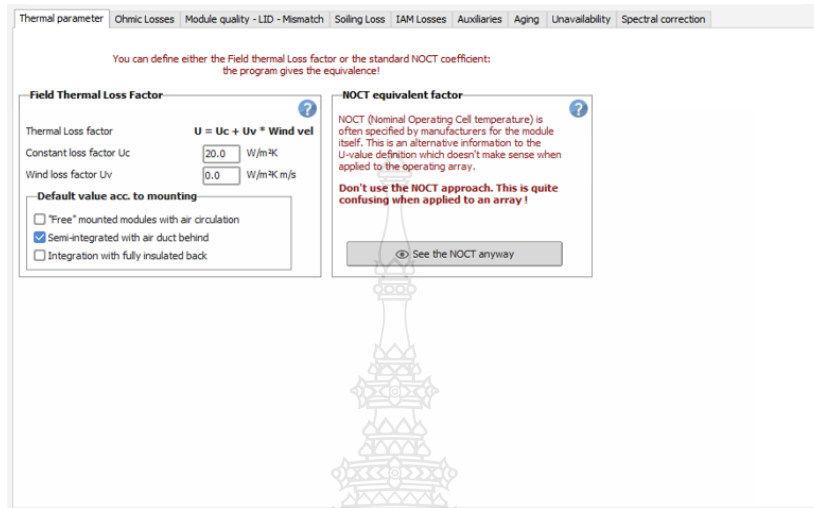 Thermal parameter Ohmic Losses Module quality - LID - Mismatch Soiling Loss IAM Losses Auxiliaries Aging Unavailability Spectral correction
You can define either the Field thermal Loss factor or the standard NOCT coefficient:
the program gives the equivalence!
Field Thermal Loss Factor
?
Thermal Loss factor U = Uc + Uv * Wind vel
Constant loss factor Uc 20.0 W/m²K
Wind loss factor Uv 0.0 W/m²K m/s
Default value acc. to mounting
"Free" mounted modules with air circulation
Semi-integrated with air duct behind
Integration with fully insulated back
NOCT equivalent factor
?
NOCT (Nominal Operating Cell temperature) is
often specified by manufacturers for the module
itself. This is an alternative information to the
U-value definition which doesn't make sense when
applied to the operating array.
Don't use the NOCT approach. This is quite
confusing when applied to an array !
See the NOCT anyway